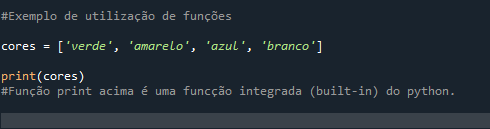 #Exemplo de utilização de funções
cores = ['verde', 'amarelo', 'azul', 'branco']
print(cores)
#Função print acima é uma funcção integrada (built-in) do python.